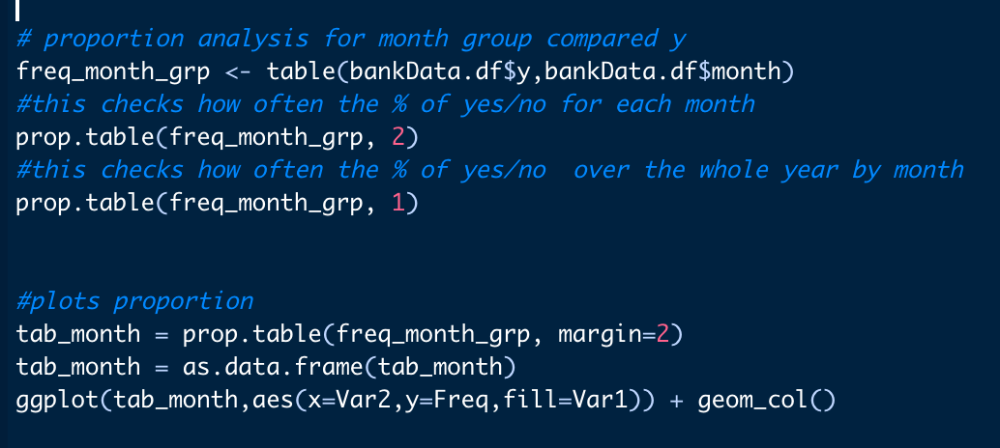 # proportion analysis for month group compared y
freq_month_grp <- table(bankData.df$y,bankData.df$month)
#this checks how often the % of yes/no for each month
prop.table(freq_month_grp, 2)
#this checks how often the % of yes/no  over the whole year by month
prop.table(freq_month_grp, 1)
#plots proportion
tab_month = prop.table(freq_month_grp, margin=2)
tab_month = as.data.frame(tab_month)
ggplot(tab_month,aes(x=Var2,y=Freq,fill=Var1)) + geom_col()